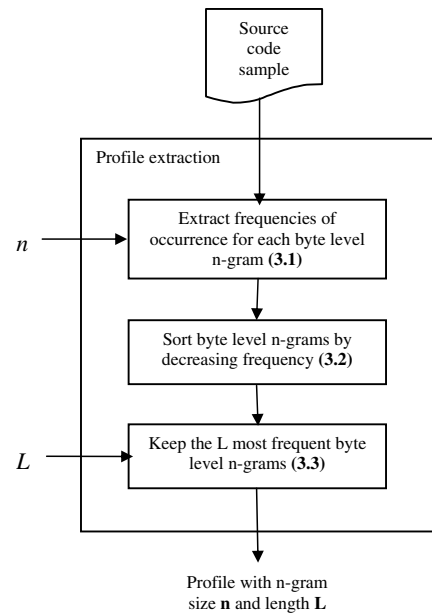 Source
code
sample
Profile extraction
Extract frequencies of
occurrence for each byte level
n-gram (3.1)
n
Sort byte level n-grams by
decreasing frequency (3.2)
Keep the L most frequent byte
level n-grams (3.3)
L
Profile with n-gram
size n and length L